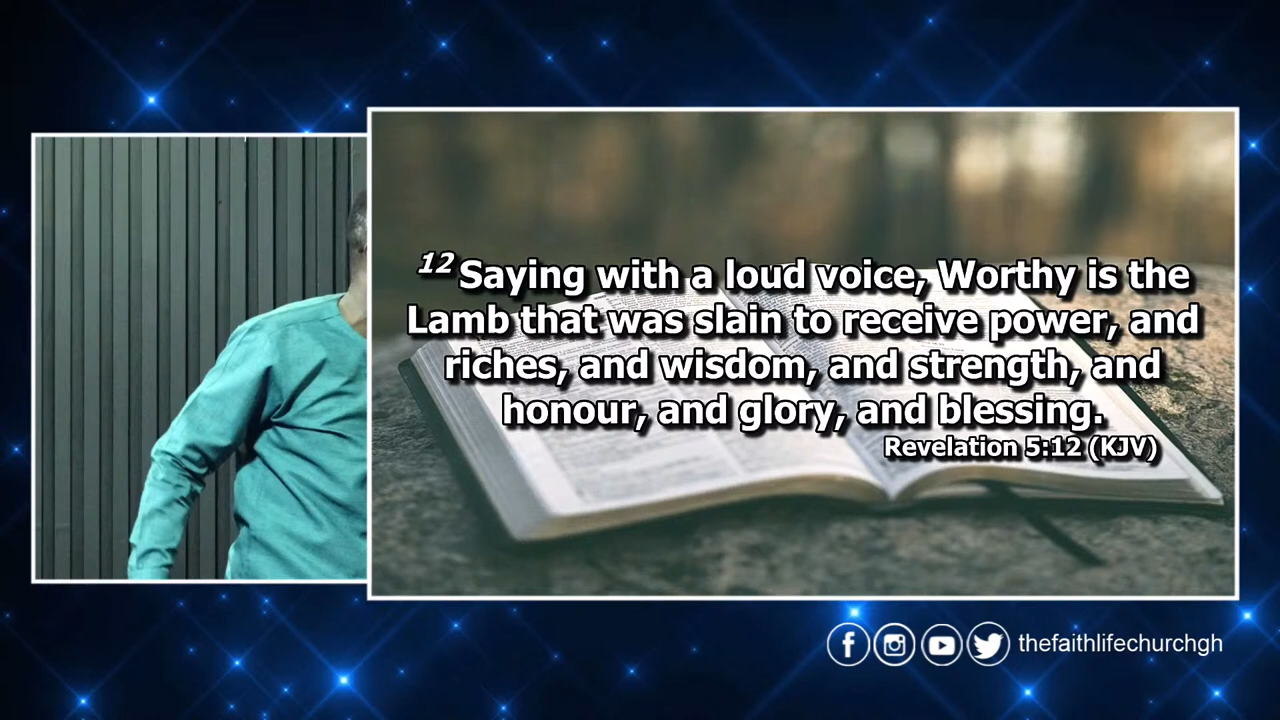 12 Saying with a loud voice, Worthy is the
Lamb that was slain to receive power, and
riches, and wisdom, and strength, and
honour, and glory, and blessing.
Revelation 5:12 (KJV)
thefaithlifechurchgh